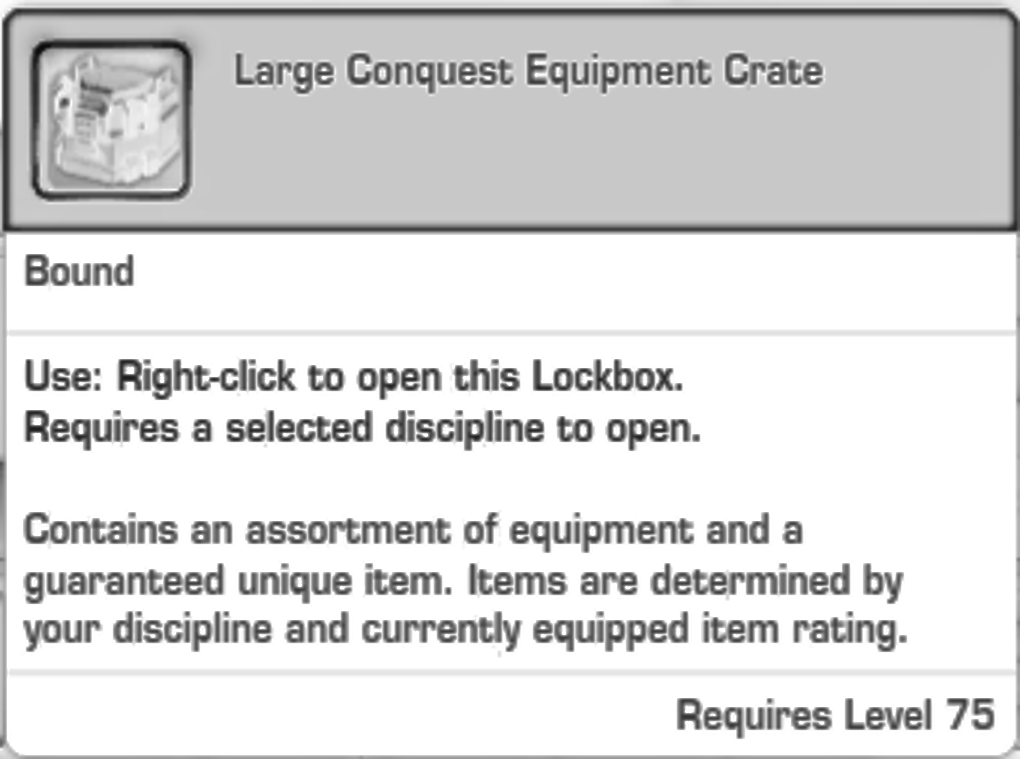 Large Conquest Equipment Crate
Bound
Use: Right-click to open this Lockbox.
Requires a selected discipline to open.
Contains an assortment of equipment and a
guaranteed unique item. Items are determined by
your discipline and currently equipped item rating.
Requires Level 75